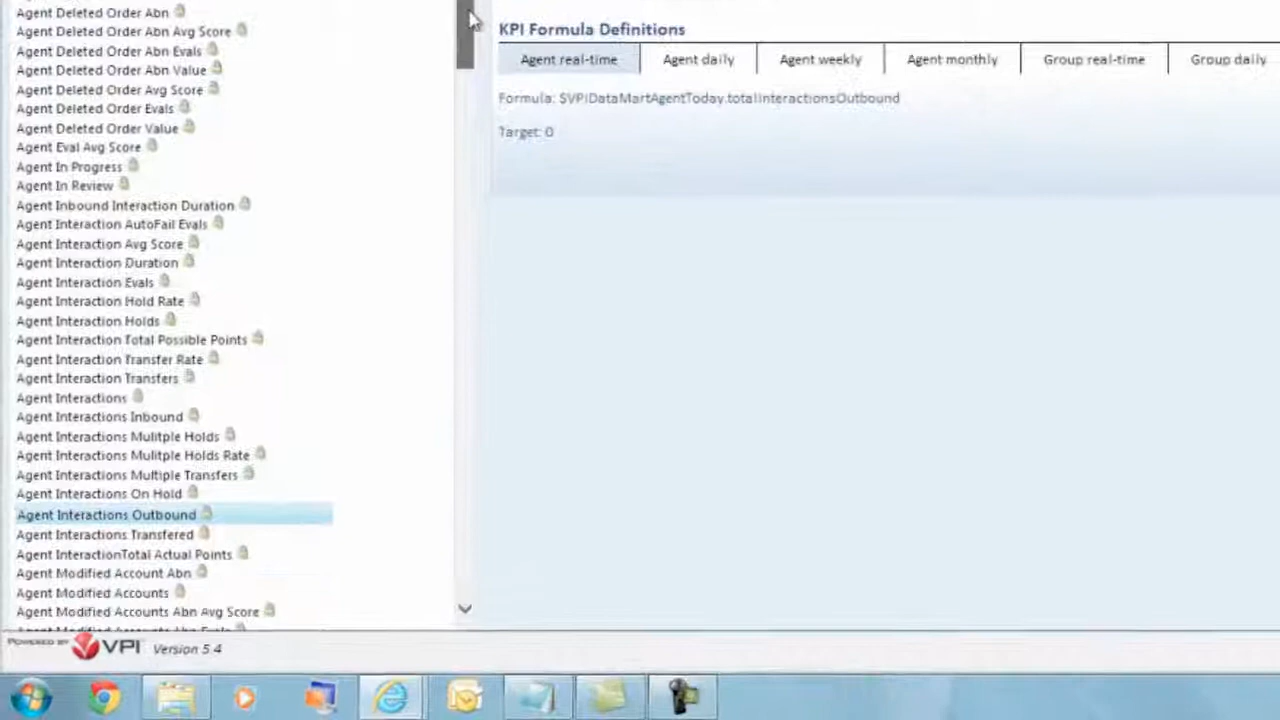 Agent Deleted Order Abn
Agent Deleted Order Abn Avg Score
Agent Deleted Order Abn Evals
Agent Deleted Order Abn Value
Agent Deleted Order Avg Score
Agent Deleted Order Evals
Agent Deleted Order Value
Agent Eval Avg Score
Agent In Progress
Agent In Review
Agent Inbound Interaction Duration
Agent Interaction AutoFail Evals
Agent Interaction Avg Score
Agent Interaction Duration
Agent Interaction Evals
Agent Interaction Hold Rate
Agent Interaction Holds
Agent Interaction Total Possible Points
Agent Interaction Transfer Rate
Agent Interaction Transfers
Agent Interactions
Agent Interactions Inbound
Agent Interactions Mulitple Holds
Agent Interactions Mulitple Holds Rate
Agent Interactions Multiple Transfers
Agent Interactions On Hold
Agent Interactions Outbound
Agent Interactions Transfered
Agent InteractionTotal Actual Points
Agent Modified Account Abn
Agent Modified Accounts
Agent Modified Accounts Abn Avg Score
Agent Modified Accounts Abn Evals
KPI Formula Definitions
Agent real-time Agent daily Agent weekly Agent monthly Group real-time Group daily
Formula: $VPIDataMartAgentToday.totalInteractionsOutbound
Target: 0
POWERED BY VPI Version 5.4